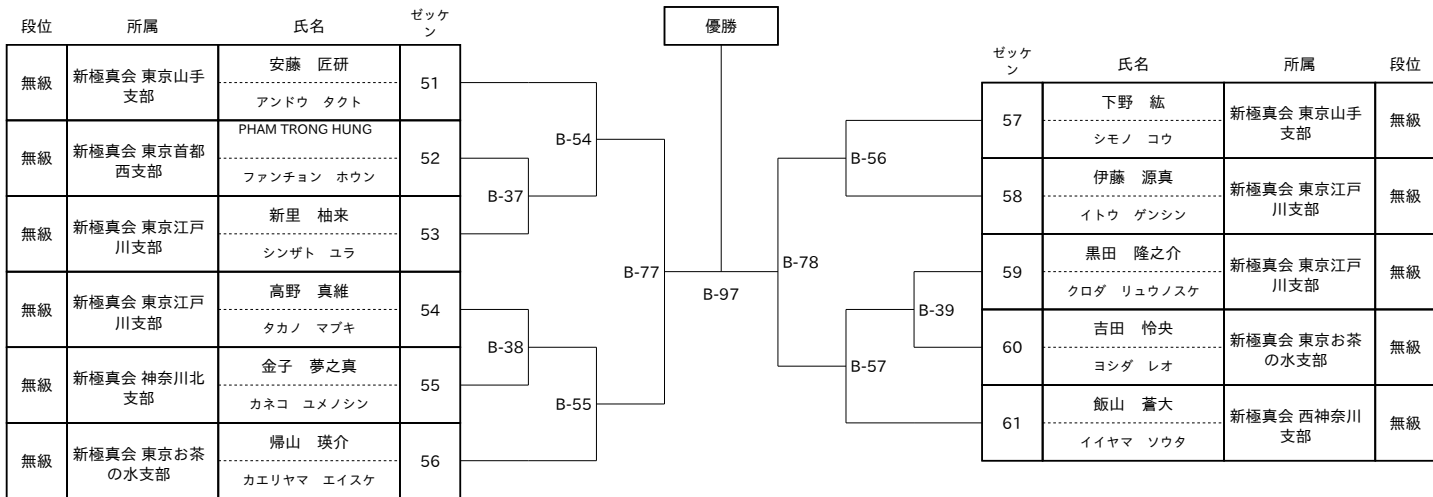 優勝
段位 所属 氏名 ゼッケ
ン
無級 新極真会 東京山手
支部 安藤 匠研
アンドウ タクト 51
無級 新極真会 東京首都
西支部 PHAM TRONG HUNG
ファンチョン ホウン 52
無級 新極真会 東京江戸
川支部 新里 柚来
シンザト ユラ 53
無級 新極真会 東京江戸
川支部 高野 真維
タカノ マブキ 54
無級 新極真会 神奈川北
支部 金子 夢之真
カネコ ユメノシン 55
無級 新極真会 東京お茶
の水支部 帰山 瑛介
カエリヤマ エイスケ 56
B-54
B-37
B-77
B-38
B-55
B-97
B-56
B-78
B-39
B-57
ゼッケ
ン 氏名 所属 段位
57 下野 紘
シモノ コウ 新極真会 東京山手
支部 無級
58 伊藤 源真
イトウ ゲンシン 新極真会 東京江戸
川支部 無級
59 黒田 隆之介
クロダ リュウノスケ 新極真会 東京江戸
川支部 無級
60 吉田 怜央
ヨシダ レオ 新極真会 東京お茶
の水支部 無級
61 飯山 蒼大
イイヤマ ソウタ 新極真会 西神奈川
支部 無級